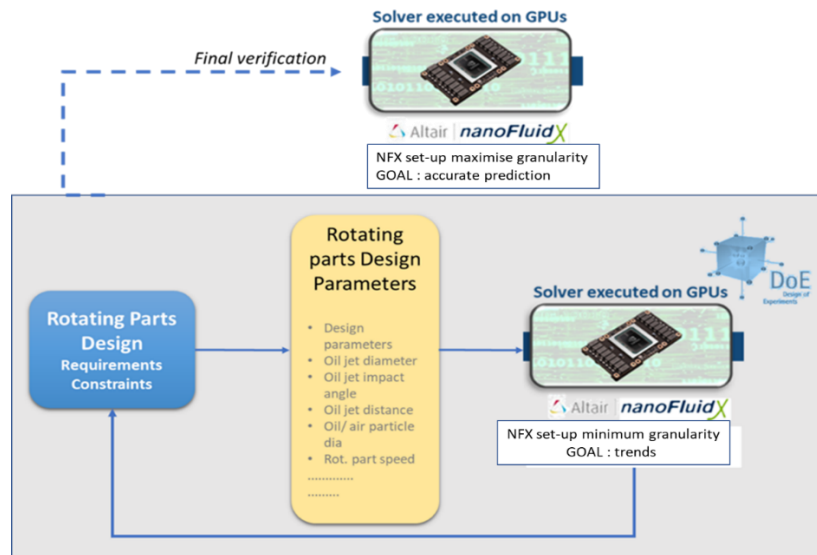 Solver executed on GPUs
Final verification
Altair | nanoFluidX
NFX set-up maximise granularity
GOAL : accurate prediction
Rotating
parts Design
Parameters
• Design
parameters
• Oil jet diameter
• Oil jet impact
angle
• Oil jet distance
• Oil/ air particle
dia
• Rot. part speed
.............
.........
Rotating Parts
Design
Requirements
Constraints
DoE
Design of
Experiments
Solver executed on GPUs
Altair | nanoFluidX
NFX set-up minimum granularity
GOAL : trends